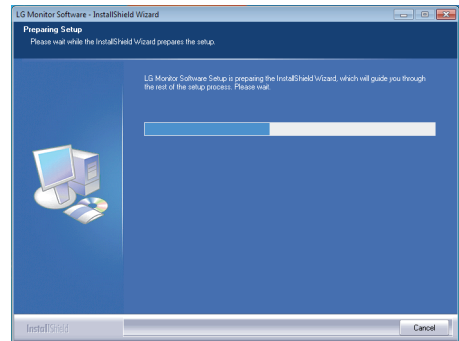 LG Monitor Software - InstallShield Wizard
Preparing Setup
Please wait while the InstallShield Wizard prepares the setup.
LG Monitor Software Setup is preparing the InstallShield Wizard, which will guide you through
the rest of the setup process. Please wait.
InstallShield
Cancel